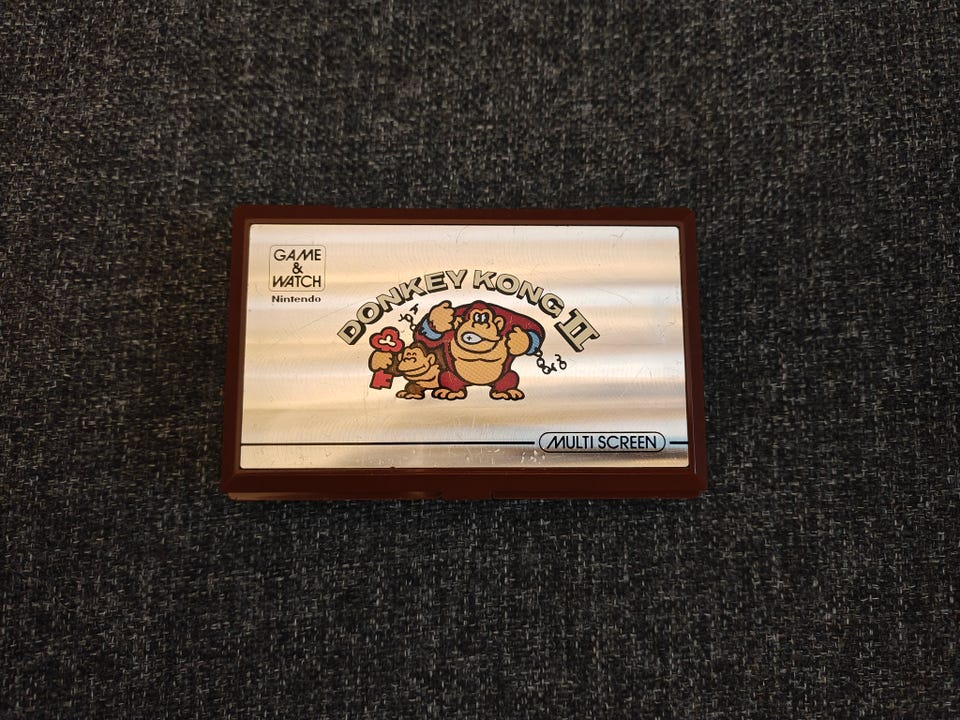 GAME
&
WATCH
Nintendo
DONKEY KONG II
MULTI SCREEN